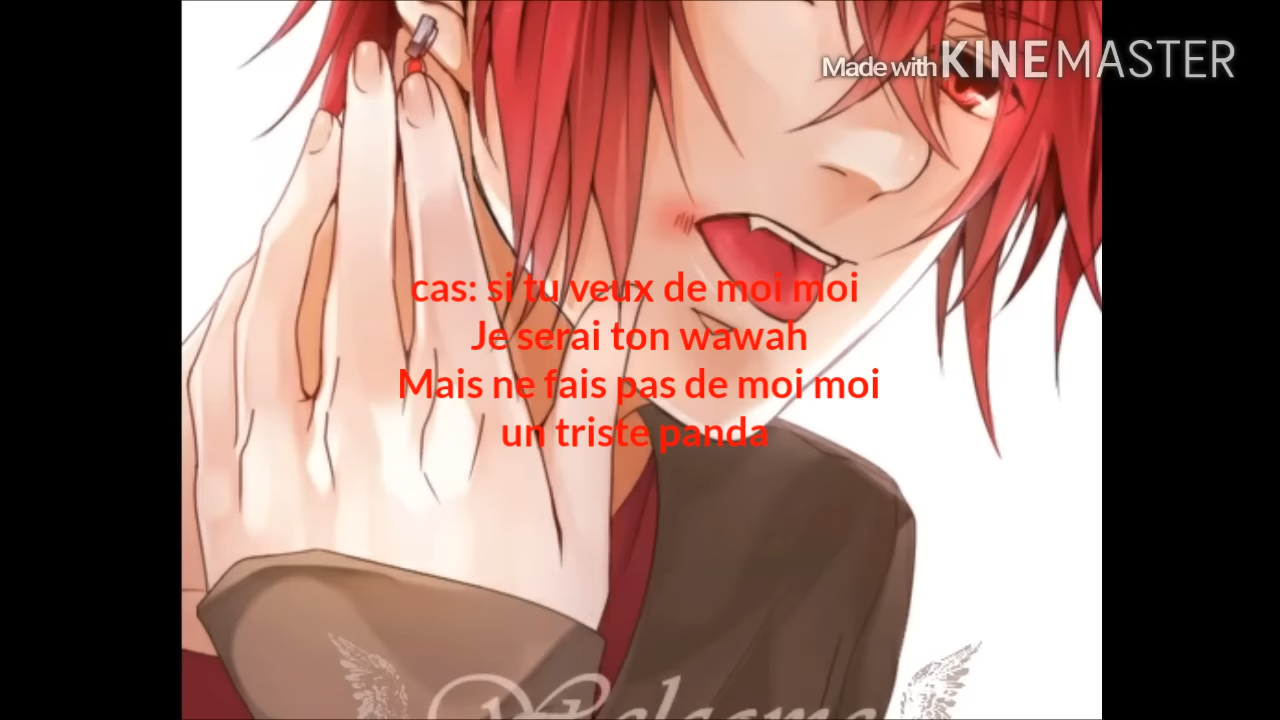 Made with KINEMASTER
cas: si tu veux de moi moi
Je serai ton wawah
Mais ne fais pas de moi moi
un triste panda
Welcome